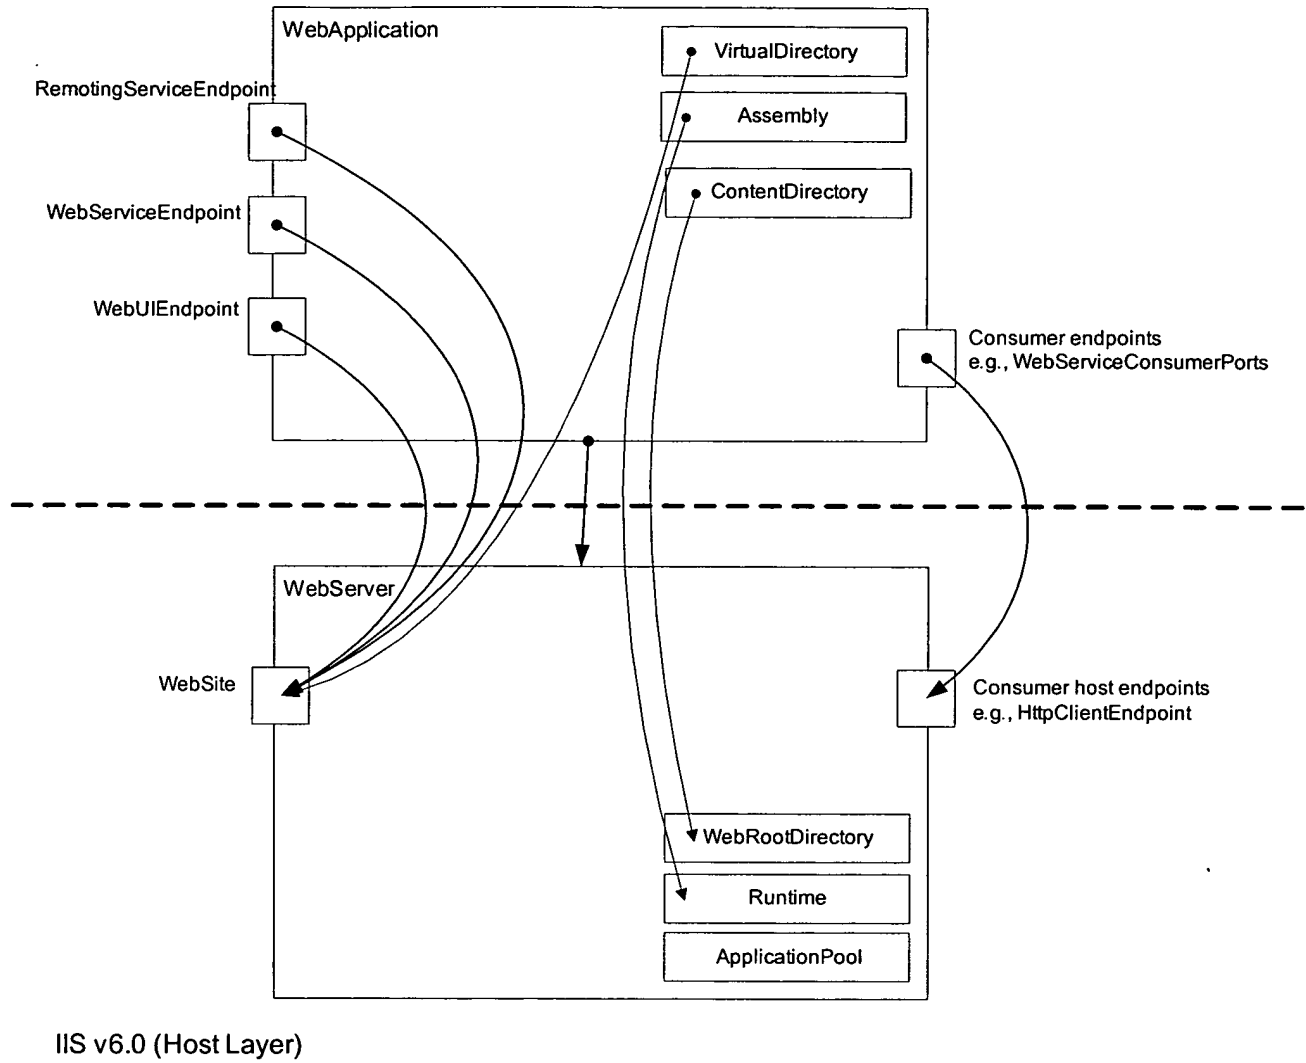 WebApplication
VirtualDirectory
RemotingServiceEndpoint
Assembly
ContentDirectory
WebServiceEndpoint
WebUIEndpoint
Consumer endpoints
e.g., WebServiceConsumerPorts
WebServer
WebSite
Consumer host endpoints
e.g., HttpClientEndpoint
WebRootDirectory
Runtime
ApplicationPool
IIS v6.0 (Host Layer)